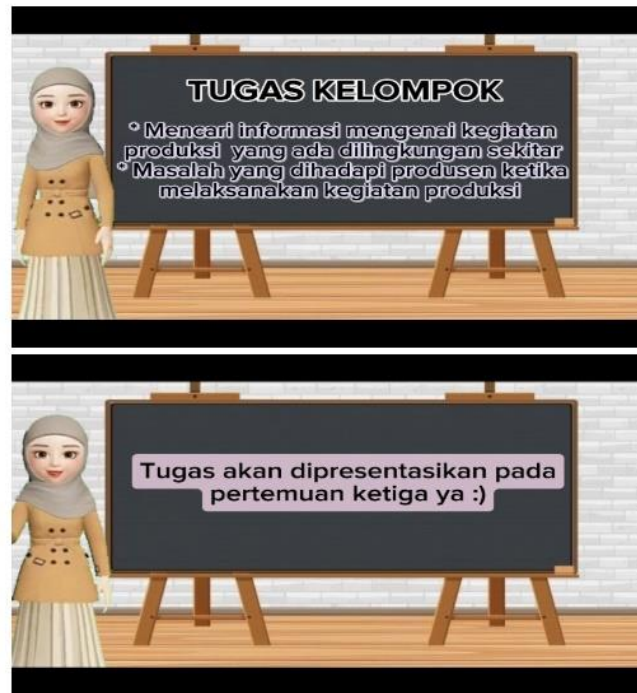 TUGAS KELOMPOK
* Mencari informasi mengenai kegiatan
produksi yang ada dilingkungan sekitar
* Masalah yang dihadapi produsen ketika
melaksanakan kegiatan produksi
Tugas akan dipresentasikan pada
pertemuan ketiga ya :)